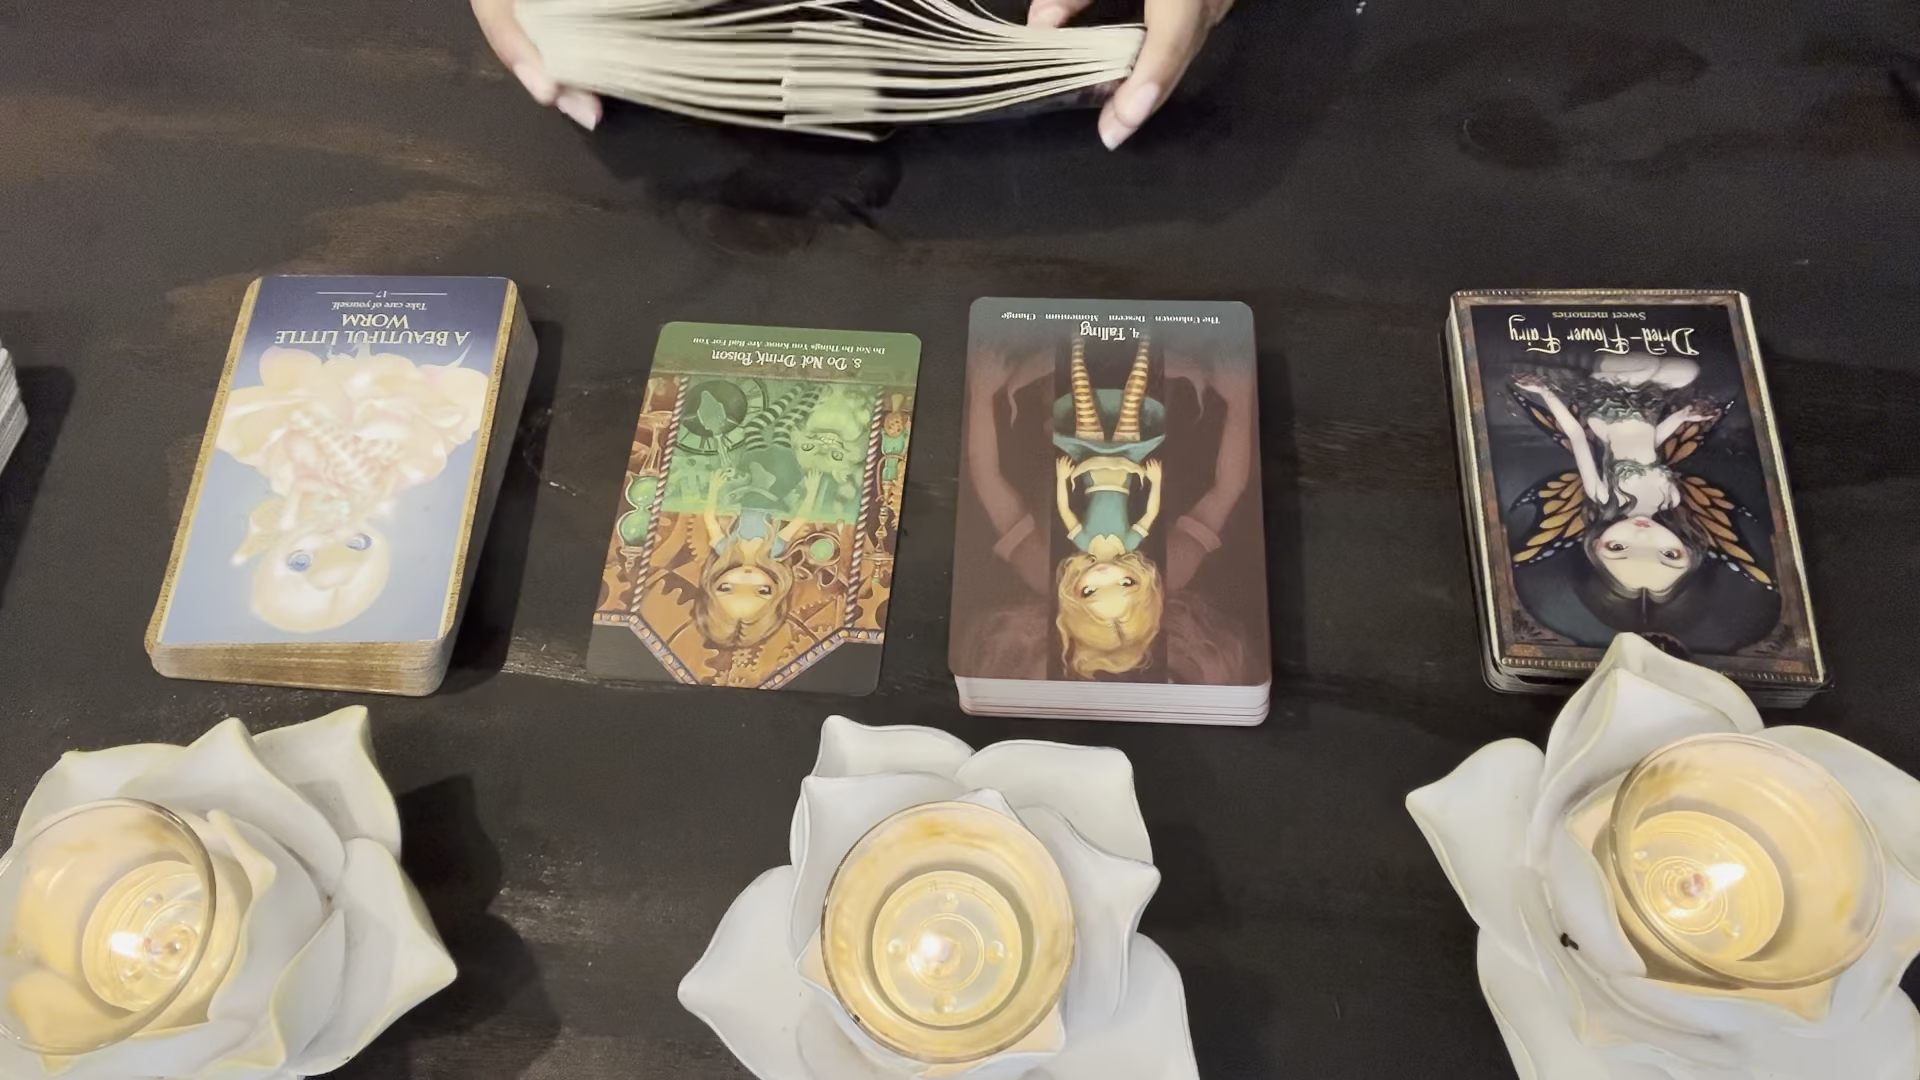 A BEAUTIFUL LITTLE
WORM
Take care of yourself.
17
8. Do Not Drink Poison
Do Not Do Things You Know Are Bad For You
4. Falling
The Unknown - Descent - Momentum - Change
Dried-Flower Fairy
Sweet memories